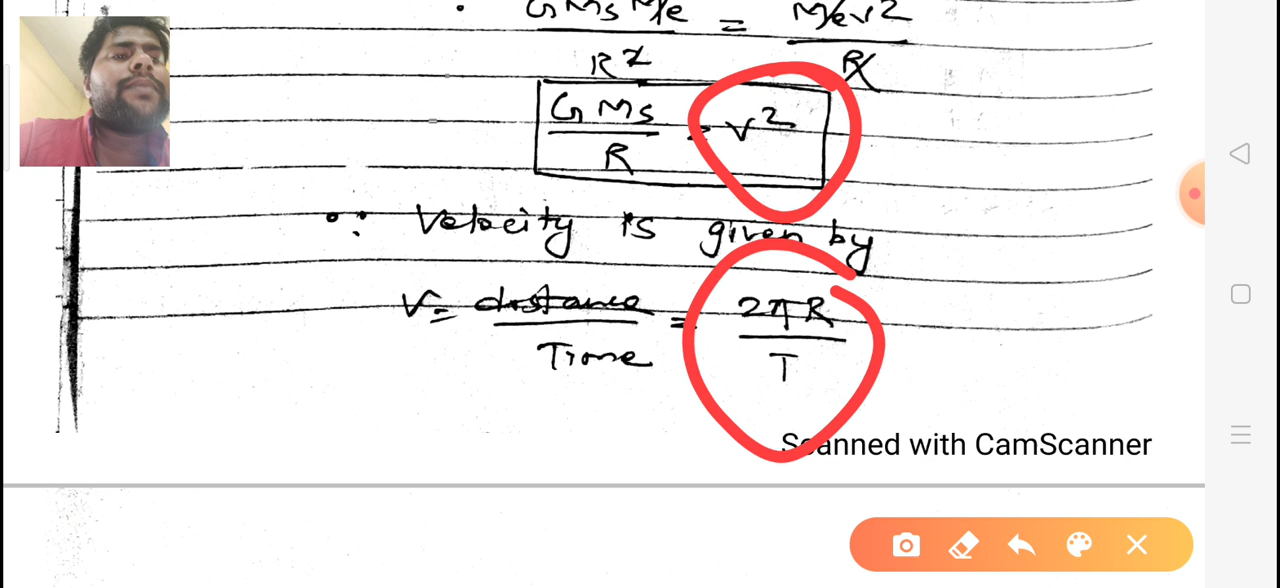 GMsMe/R² = Mev²/R
GMs/R = v²
∵ Velocity is given by
V = distance/Time = 2πR/T
Scanned with CamScanner